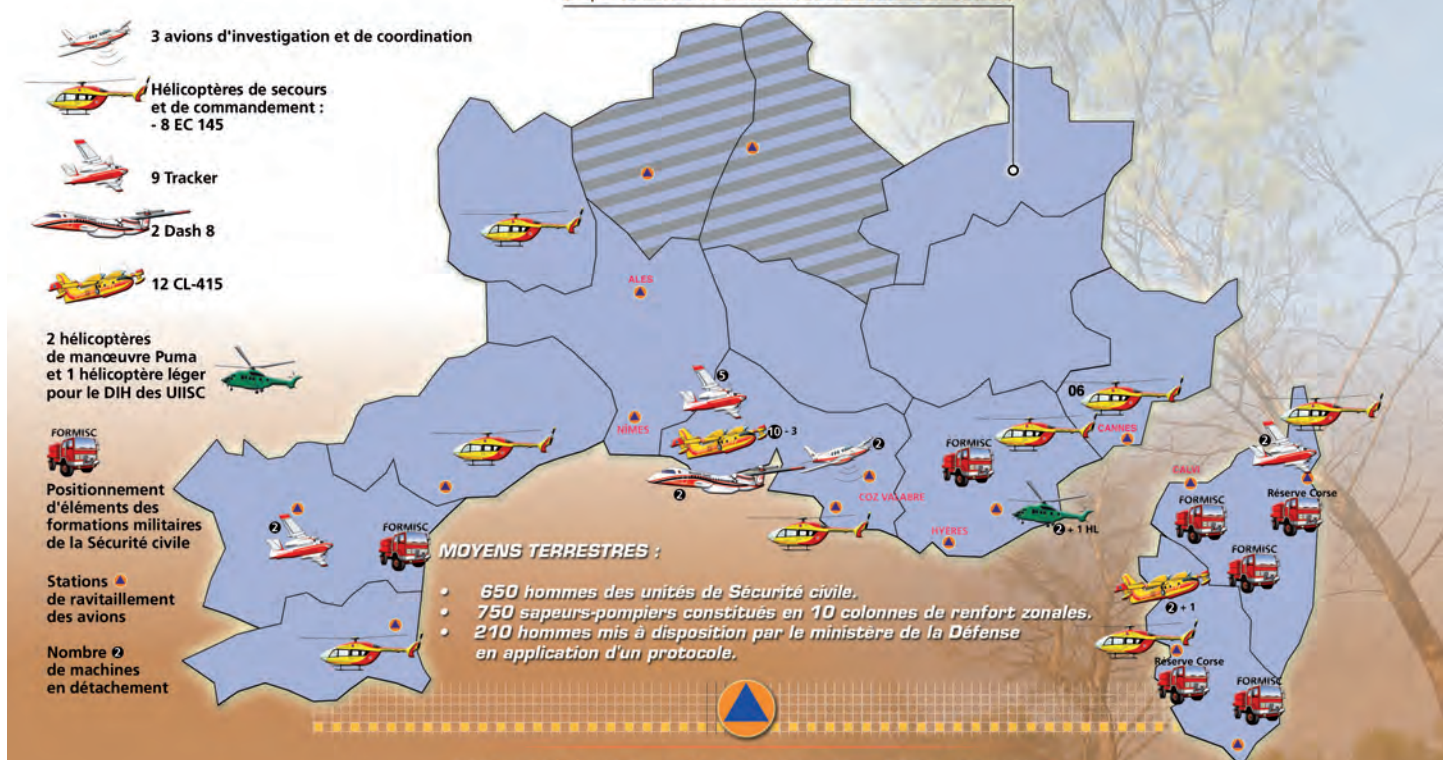 3 avions d'investigation et de coordination
Hélicoptères de secours
et de commandement :
- 8 EC 145
9 Tracker
2 Dash 8
12 CL-415
2 hélicoptères
de manœuvre Puma
et 1 hélicoptère léger
pour le DIH des UIISC
FORMISC
Positionnement
d'éléments des
formations militaires
de la Sécurité civile
Stations
de ravitaillement
des avions
Nombre 2
de machines
en détachement
ALES
5
NÎMES
10 - 3
2
2
COZ VALABRE
FORMISC
HYERES
2 + 1 HL
06
CANNES
2
FORMISC
2
CALVI
FORMISC
Réserve Corse
FORMISC
2 + 1
Réserve Corse
FORMISC
MOYENS TERRESTRES :
• 650 hommes des unités de Sécurité civile.
• 750 sapeurs-pompiers constitués en 10 colonnes de renfort zonales.
• 210 hommes mis à disposition par le ministère de la Défense
en application d'un protocole.